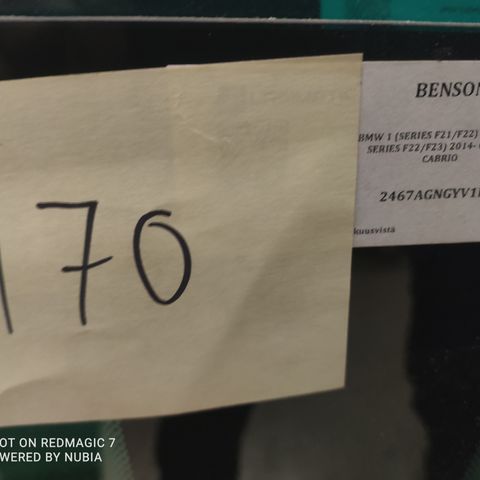 170
BENSON
BMW 1 (SERIES F21/F22)
SERIES F22/F23) 2014-
CABRIO
2467AGNGYV1
kuusvista
OT ON REDMAGIC 7
WERED BY NUBIA